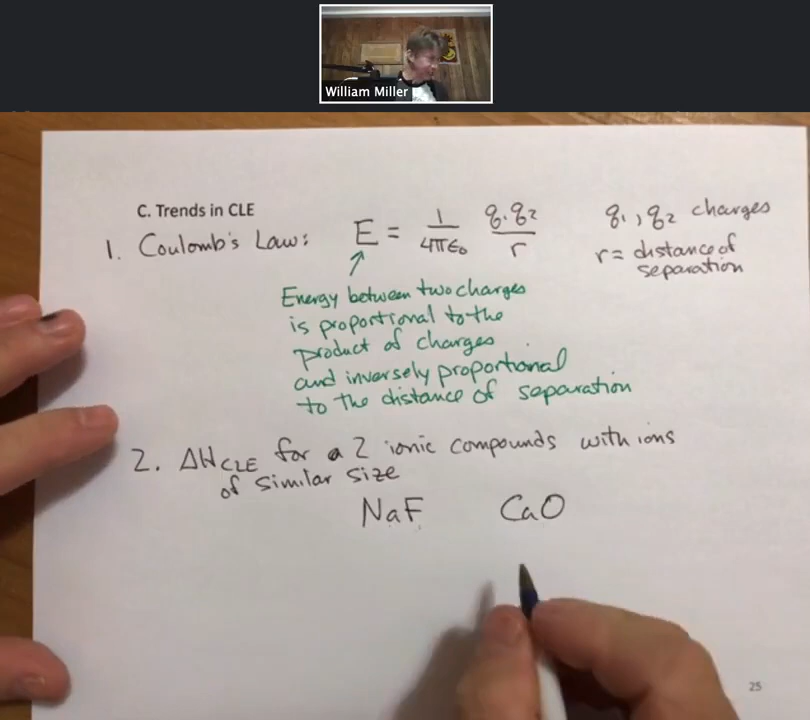 William Miller
C. Trends in CLE
1. Coulomb's Law: E = 1/4πϵ₀ q₁q₂/r q₁, q₂ charges
r = distance of
separation
Energy between two charges
is proportional to the
product of charges
and inversely proportional
to the distance of separation
2. ΔH_CLE for a 2 ionic compounds with ions
of similar size
NaF CaO
25